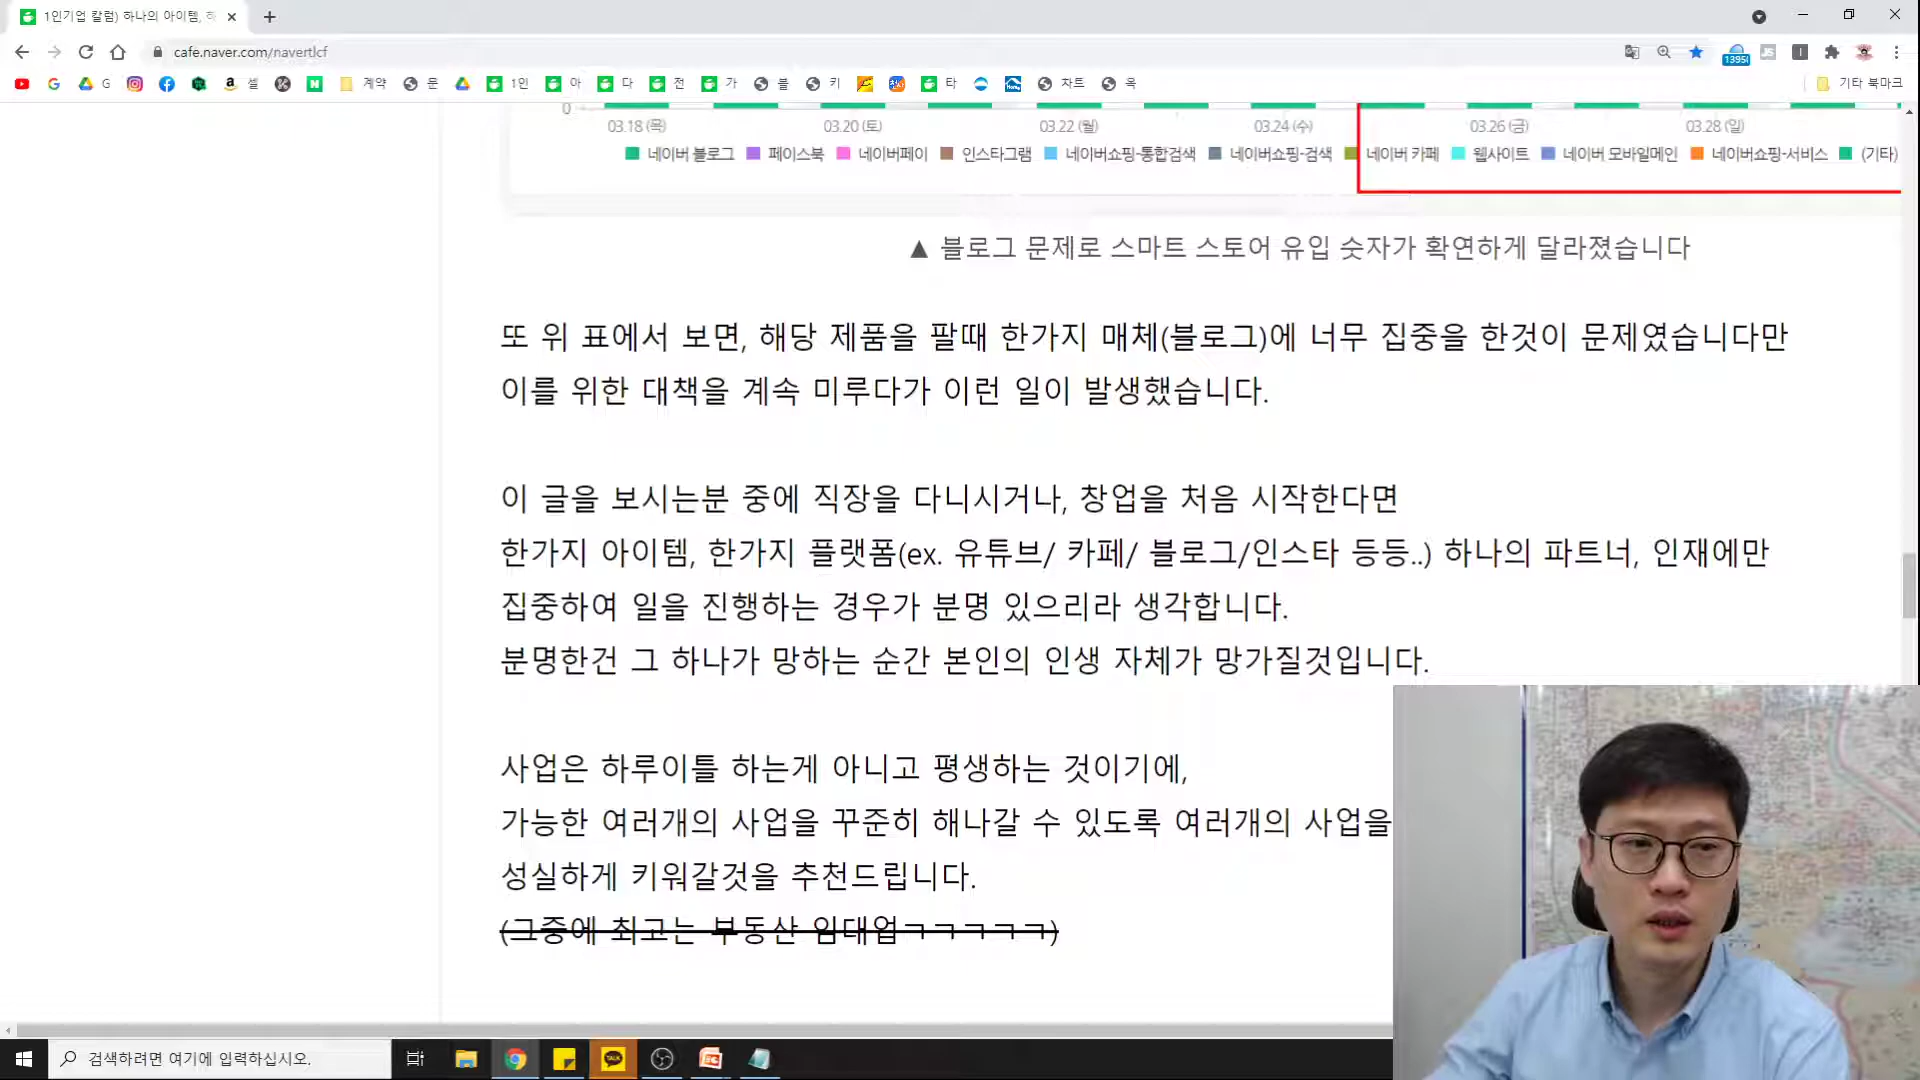 1인기업 칼럼) 하나의 아이템, 하
cafe.naver.com/navertlcf
G
셀
계약
문
1인
아
다
전
가
블
키
타
차트
옥
기타 북마크
0
03.18 (목) 03.20 (토) 03.22 (월) 03.24 (수) 03.26 (금) 03.28 (일)
네이버 블로그 페이스북 네이버페이 인스타그램 네이버쇼핑-통합검색 네이버쇼핑-검색 네이버 카페 웹사이트 네이버 모바일메인 네이버쇼핑-서비스 (기타)
▲ 블로그 문제로 스마트 스토어 유입 숫자가 확연하게 달라졌습니다
또 위 표에서 보면, 해당 제품을 팔때 한가지 매체(블로그)에 너무 집중을 한것이 문제였습니다만
이를 위한 대책을 계속 미루다가 이런 일이 발생했습니다.
이 글을 보시는분 중에 직장을 다니시거나, 창업을 처음 시작한다면
한가지 아이템, 한가지 플랫폼(ex. 유튜브/ 카페/ 블로그/인스타 등등..) 하나의 파트너, 인재에만
집중하여 일을 진행하는 경우가 분명 있으리라 생각합니다.
분명한건 그 하나가 망하는 순간 본인의 인생 자체가 망가질것입니다.
사업은 하루이틀 하는게 아니고 평생하는 것이기에,
가능한 여러개의 사업을 꾸준히 해나갈 수 있도록 여러개의 사업을
성실하게 키워갈것을 추천드립니다.
(그중에 최고는 부동산 임대업ㅋㅋㅋㅋㅋ)
검색하려면 여기에 입력하십시오.
TALK